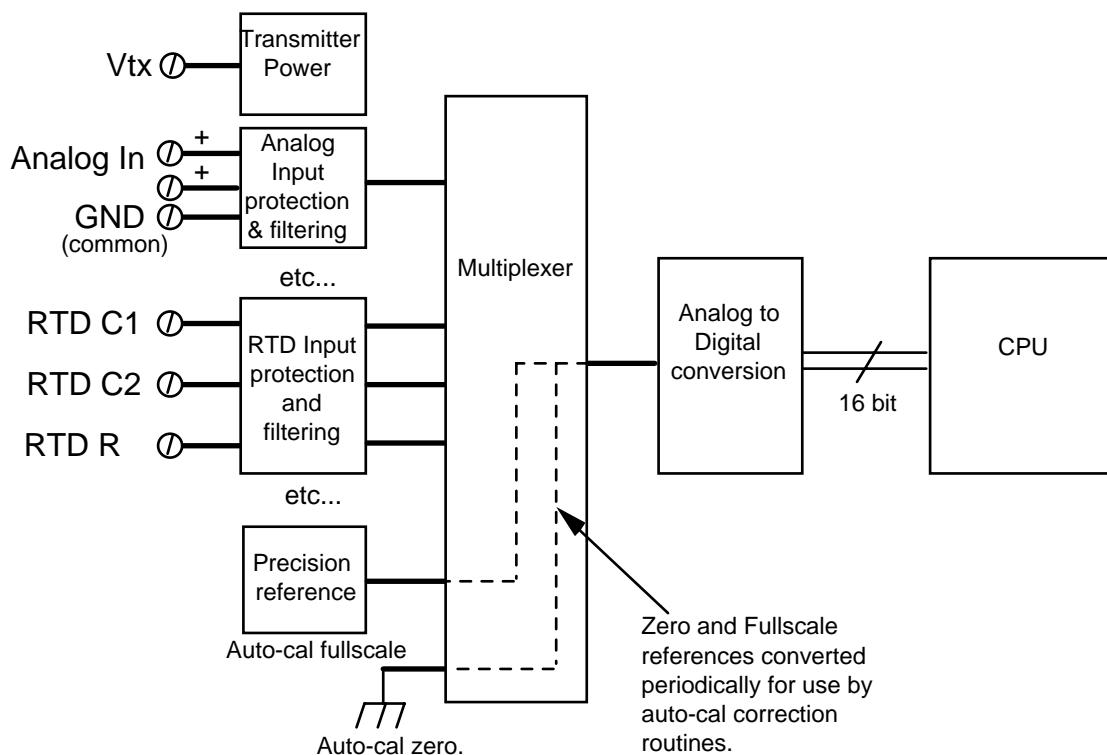 Vtx
Transmitter
Power
Analog In
+
+
GND
(common)
Analog
Input
protection
& filtering
etc...
RTD C1
RTD C2
RTD R
RTD Input
protection
and
filtering
etc...
Precision
reference
Auto-cal fullscale
Auto-cal zero.
Multiplexer
Analog to
Digital
conversion
16 bit
CPU
Zero and Fullscale
references converted
periodically for use by
auto-cal correction
routines.